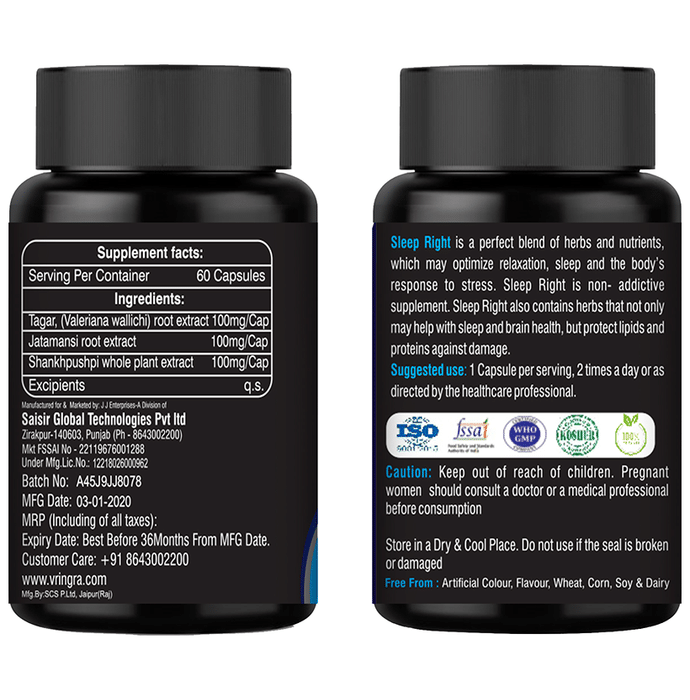 Supplement facts:
Serving Per Container 60 Capsules
Ingredients:
Tagar, (Valeriana wallichi) root extract 100mg/Cap
Jatamansi root extract 100mg/Cap
Shankhpushpi whole plant extract 100mg/Cap
Excipients q.s.
Manufactured for & Marketed by: J J Enterprises-A Division of
Saisir Global Technologies Pvt ltd
Zirakpur-140603, Punjab (Ph - 8643002200)
Mkt FSSAI No - 22119676001288
Under Mfg.Lic.No.: 12218026000962
Batch No: A45J9JJ8078
MFG Date: 03-01-2020
MRP (Including of all taxes):
Expiry Date: Best Before 36Months From MFG Date.
Customer Care: +91 8643002200
www.vringra.com
Mfg.By:SCS P.Ltd, Jaipur(Raj)
Sleep Right is a perfect blend of herbs and nutrients,
which may optimize relaxation, sleep and the body's
response to stress. Sleep Right is non- addictive
supplement. Sleep Right also contains herbs that not only
may help with sleep and brain health, but protect lipids and
proteins against damage.
Suggested use: 1 Capsule per serving, 2 times a day or as
directed by the healthcare professional.
ISO
fssai
Food Safety and Standards
Authority of India
WHO
GMP
KOSHER
100%
Caution: Keep out of reach of children. Pregnant
women should consult a doctor or a medical professional
before consumption
Store in a Dry & Cool Place. Do not use if the seal is broken
or damaged
Free From : Artificial Colour, Flavour, Wheat, Corn, Soy & Dairy